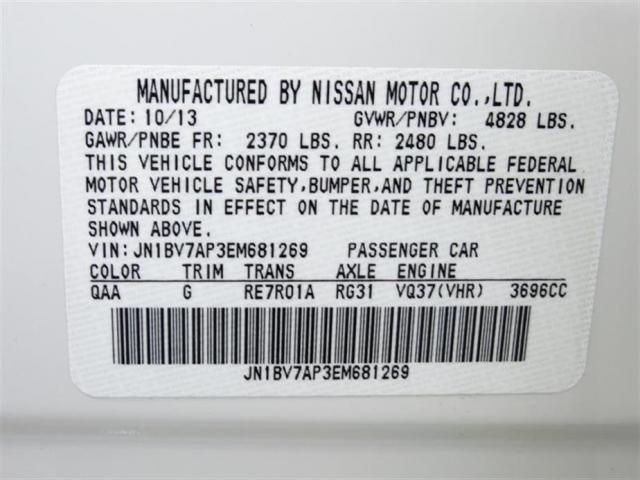 MANUFACTURED BY NISSAN MOTOR CO.,LTD.
DATE: 10/13 GVWR/PNBV: 4828 LBS.
GAWR/PNBE FR: 2370 LBS. RR: 2480 LBS.
THIS VEHICLE CONFORMS TO ALL APPLICABLE FEDERAL
MOTOR VEHICLE SAFETY,BUMPER,AND THEFT PREVENTION
STANDARDS IN EFFECT ON THE DATE OF MANUFACTURE
SHOWN ABOVE.
VIN:JN1BV7AP3EM681269 PASSENGER CAR
COLOR TRIM TRANS AXLE ENGINE
QAA G RE7R01A RG31 VQ37(VHR) 3696CC
JN1BV7AP3EM681269